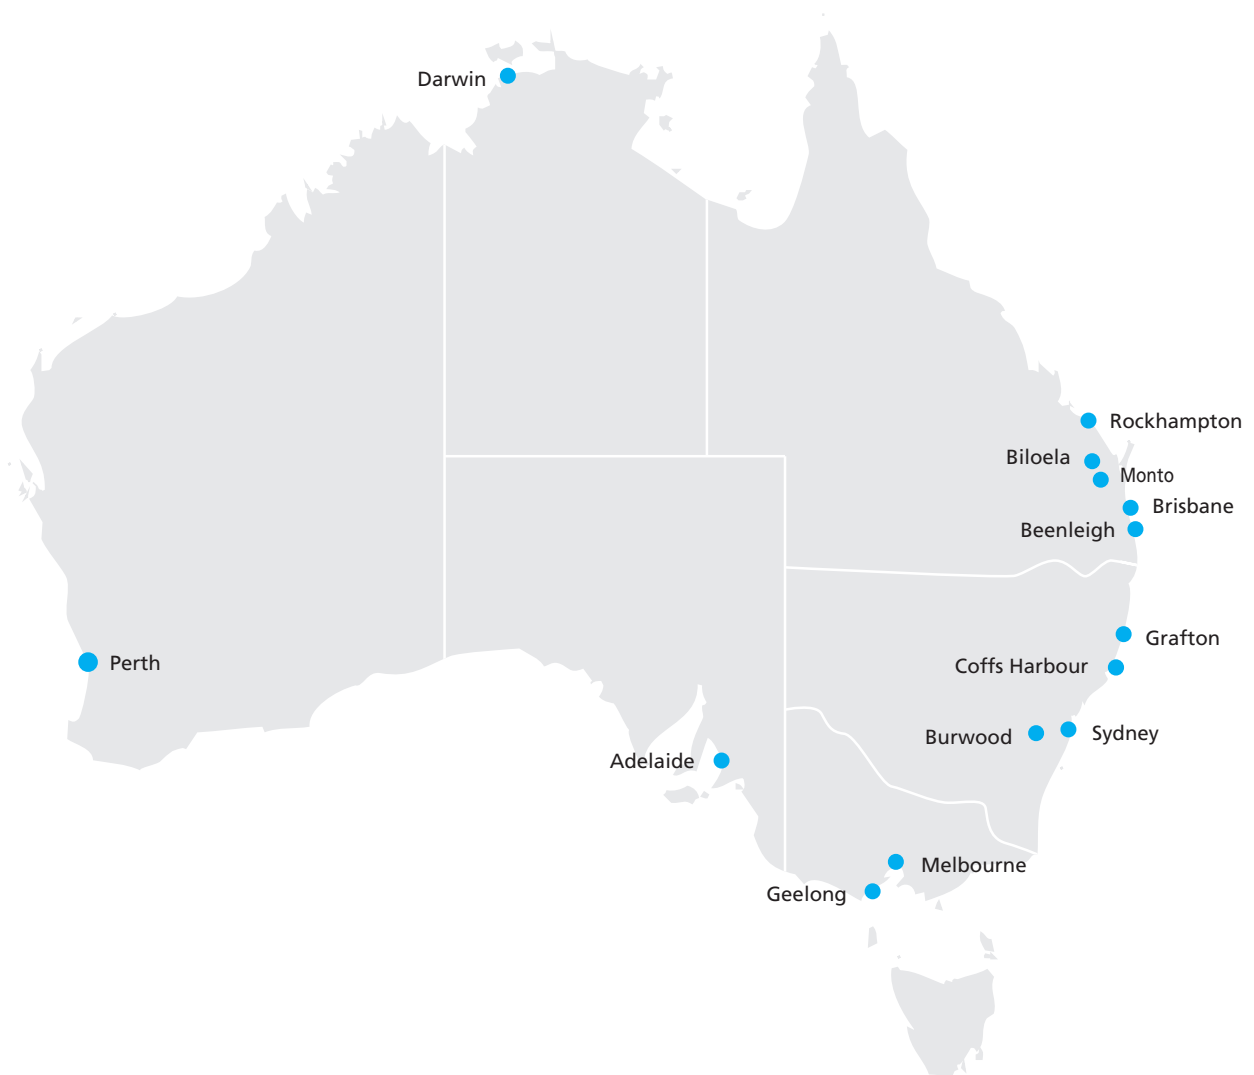 Darwin
Rockhampton
Biloela
Monto
Brisbane
Beenleigh
Grafton
Perth
Coffs Harbour
Sydney
Burwood
Adelaide
Melbourne
Geelong